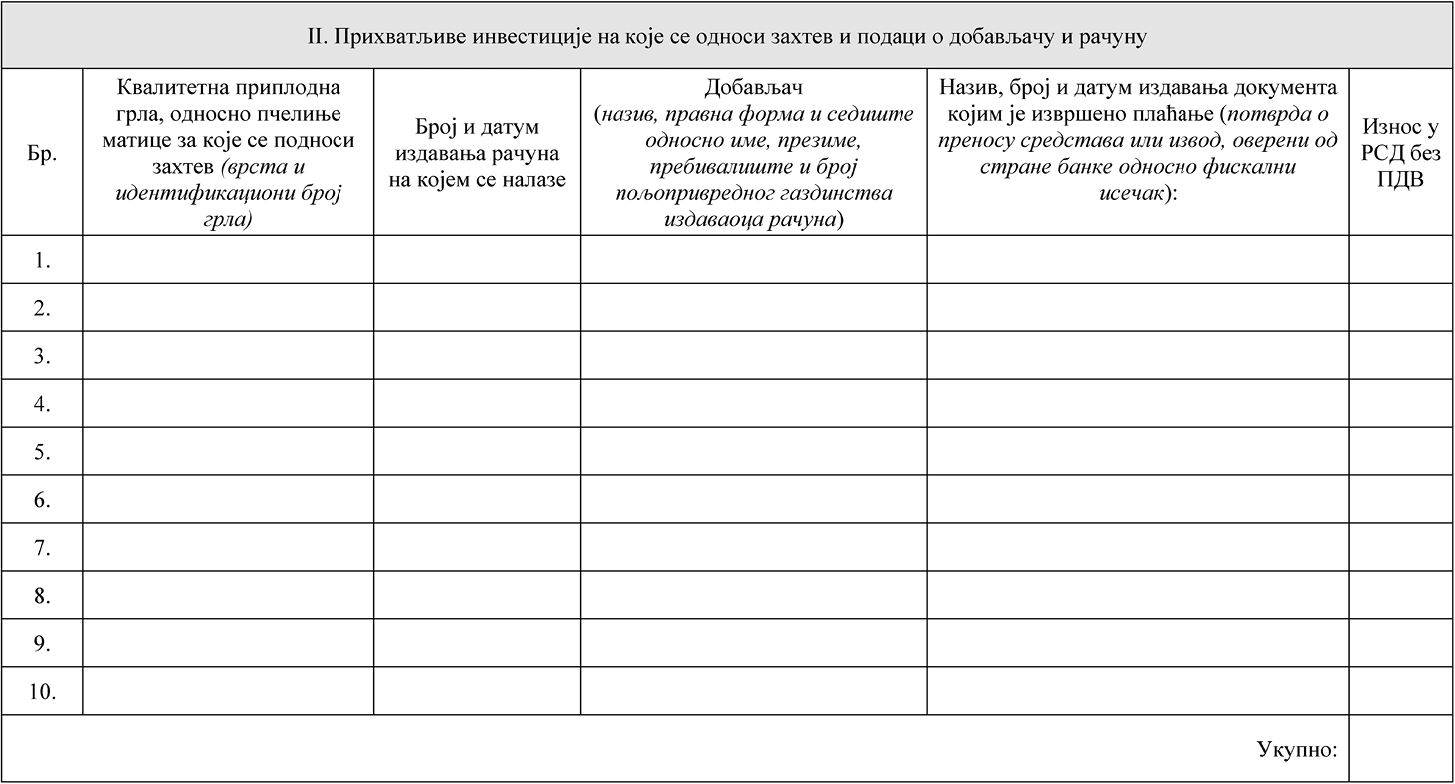 II. Прихватљиве инвестиције на које се односи захтев и подаци о добављачу и рачуну
Бр.
Квалитетна приплодна
грла, односно пчелиње
матице за које се подноси
захтев (врста и
идентификациони број
грла)
Број и датум
издавања рачуна
на којем се налазе
Добављач
(назив, правна форма и седиште
односно име, презиме,
пребивалиште и број
пољопривредног газдинства
издаваоца рачуна)
Назив, број и датум издавања документа
којим је извршено плаћање (потврда о
преносу средстава или извод, оверени од
стране банке односно фискални
исечак):
Износ у
РСД без
ПДВ
1.
2.
3.
4.
5.
6.
7.
8.
9.
10.
Укупно: